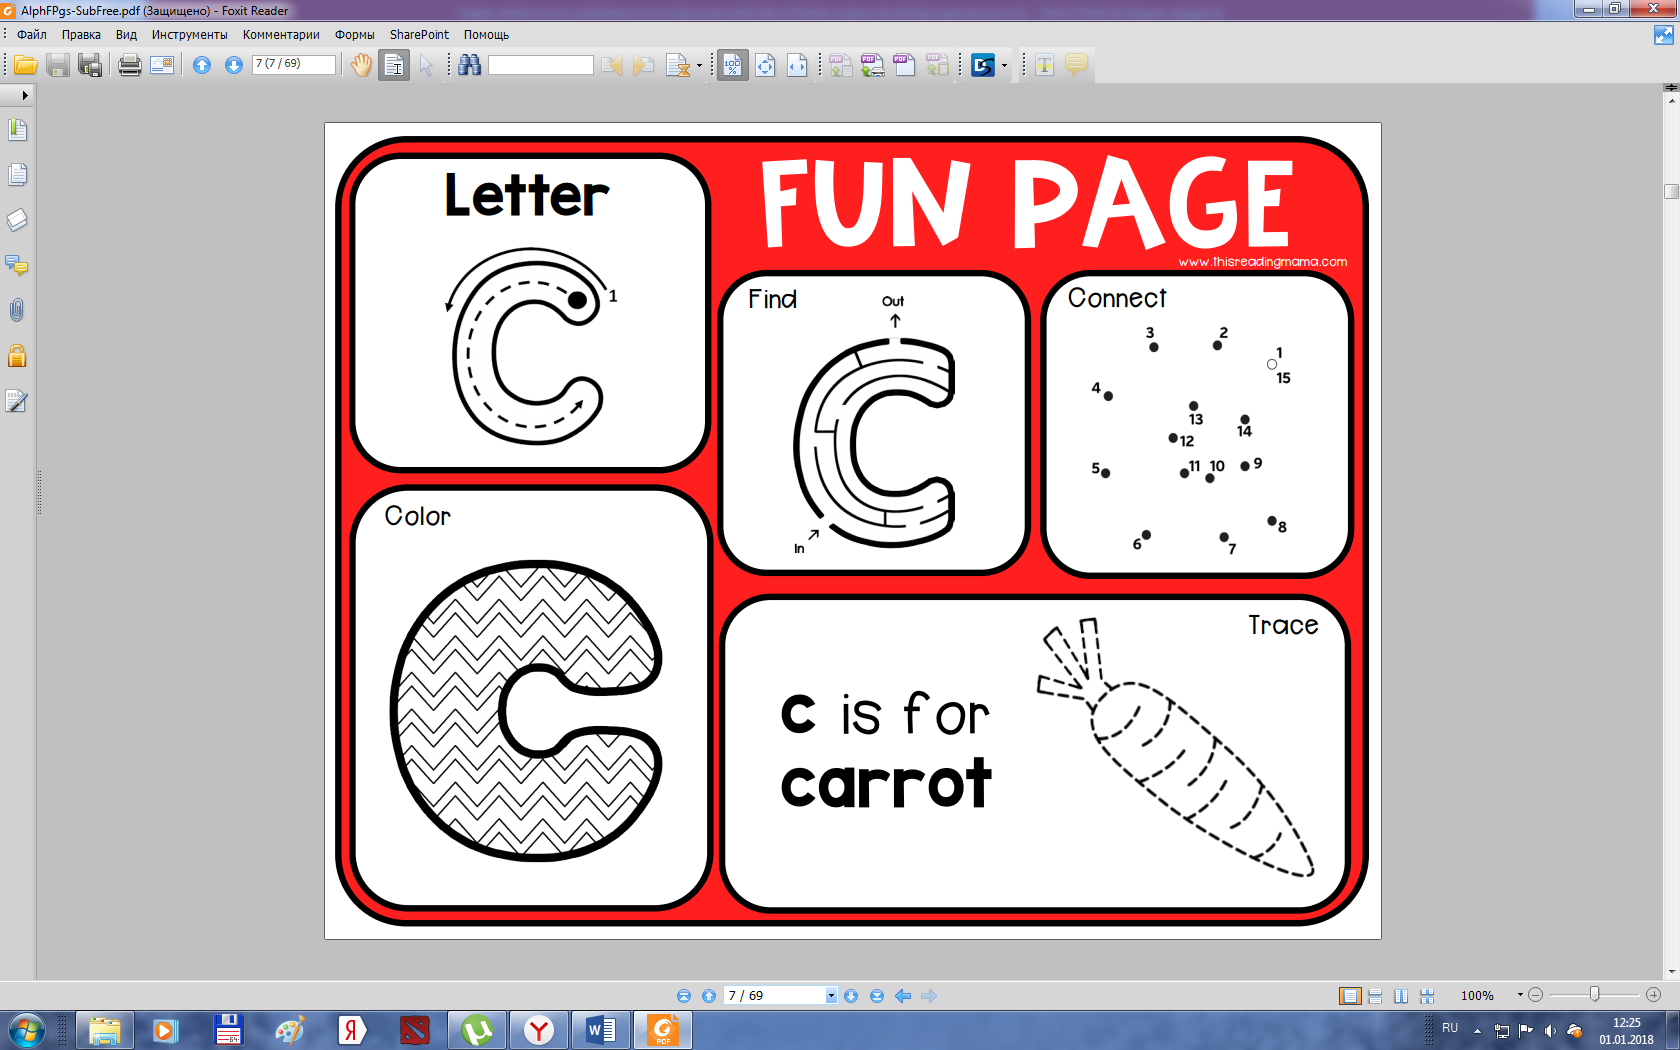 AlphFPgs-SubFree.pdf (Защищено) - Foxit Reader
Файл Правка Вид Инструменты Комментарии Формы SharePoint Помощь
7 (7 / 69)
Letter
1
FUN PAGE
www.thisreadingmama.com
Find
Out
In
Connect
3 2 1
15
4
13
14
12
5 11 10 9
8
6 7
Color
Trace
c is for
carrot
7 / 69
100%
RU
12:25
01.01.2018